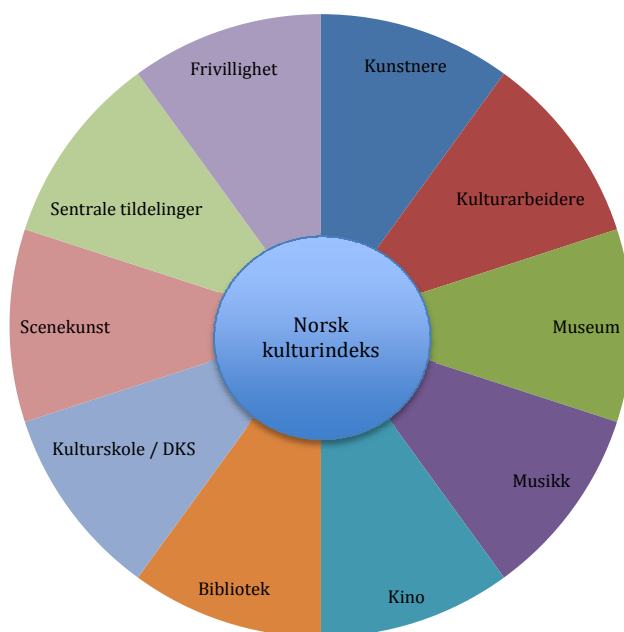 Frivillighet
Kunstnere
Kulturarbeidere
Sentrale tildelinger
Scenekunst
Norsk
kulturindeks
Museum
Kulturskole / DKS
Musikk
Bibliotek
Kino